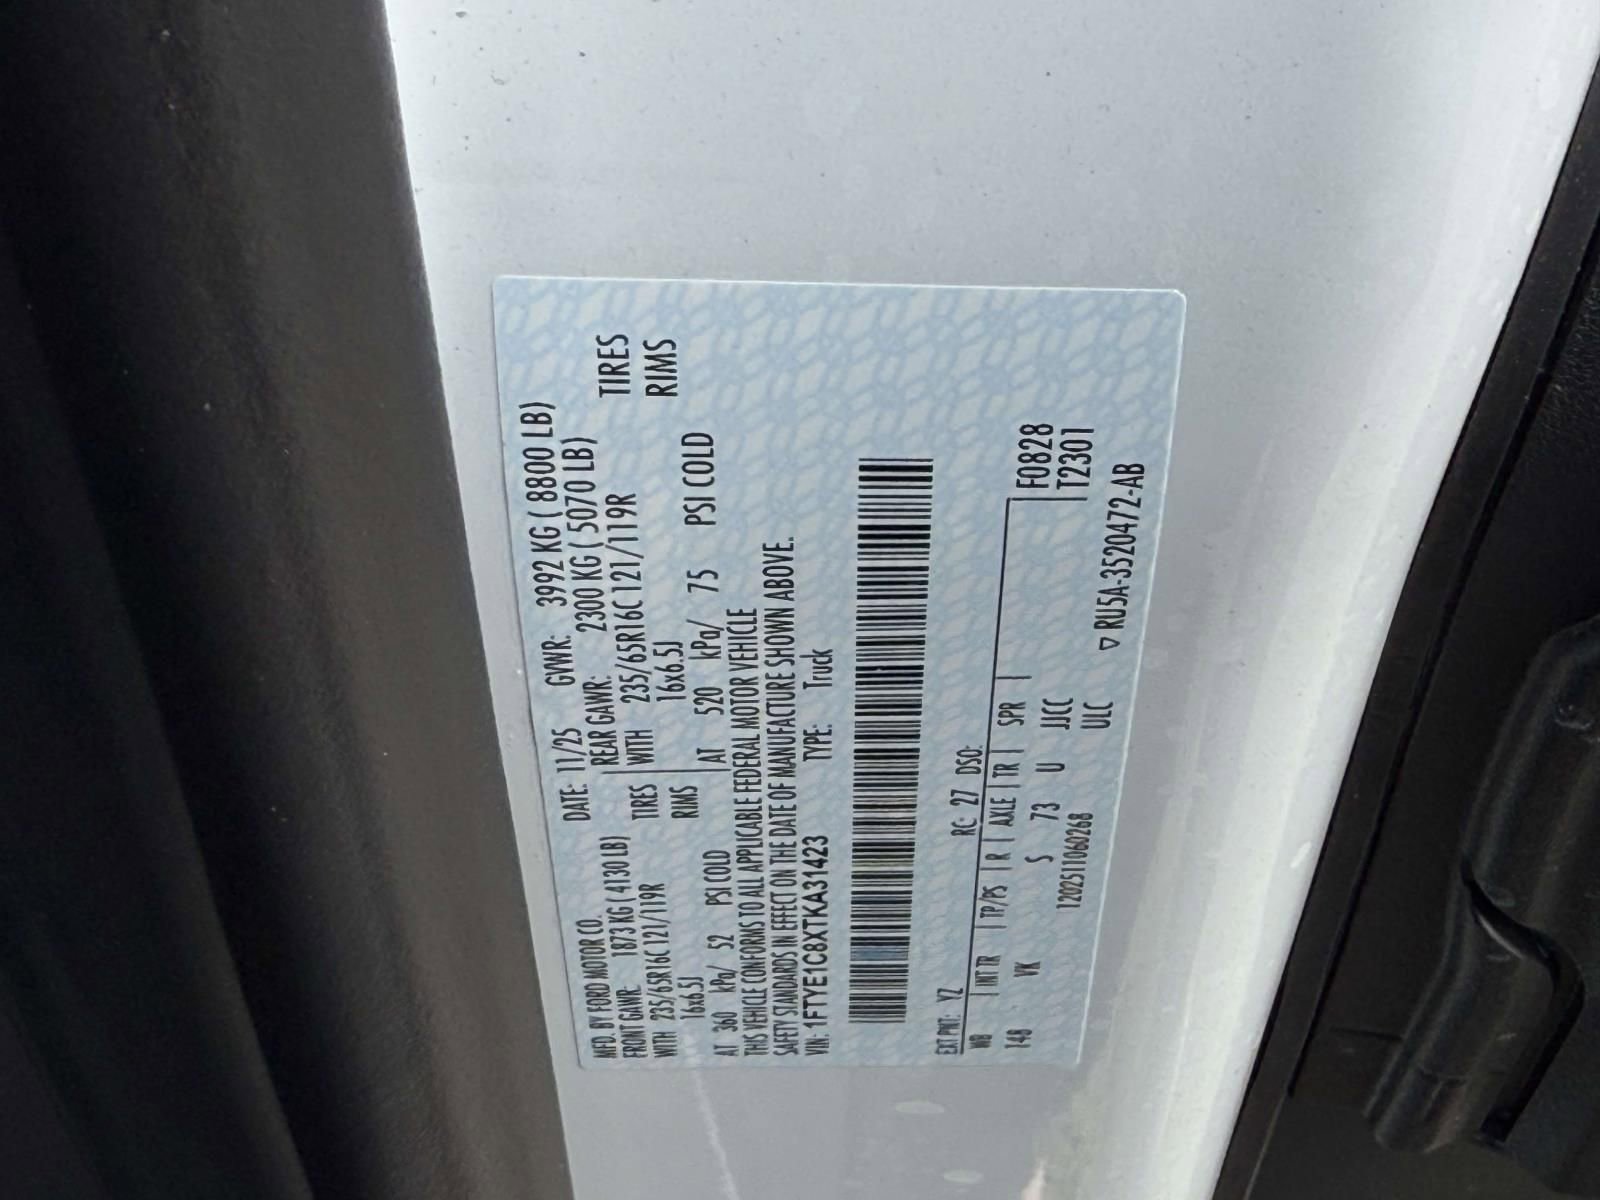 MFD. BY FORD MOTOR CO. DATE: 11/25 GVWR: 3992 KG ( 8800 LB)
FRONT GAWR: 1873 KG ( 4130 LB) REAR GAWR: 2300 KG ( 5070 LB)
WITH 235/65R16C 121/119R TIRES WITH 235/65R16C 121/119R TIRES
16x6.5J RIMS 16x6.5J RIMS
AT 360 kPa/ 52 PSI COLD AT 520 kPa/ 75 PSI COLD
THIS VEHICLE CONFORMS TO ALL APPLICABLE FEDERAL MOTOR VEHICLE
SAFETY STANDARDS IN EFFECT ON THE DATE OF MANUFACTURE SHOWN ABOVE.
VIN: 1FTYE1C8XTKA31423 TYPE: Truck
EXT PNT: YZ RC: 27 DSO:
WB INT TR TP/PS R AXLE TR SPR F0828
148 VK S 73 U JJCC T2301
1202511060268 ULC ▽ RU5A-3520472-AB